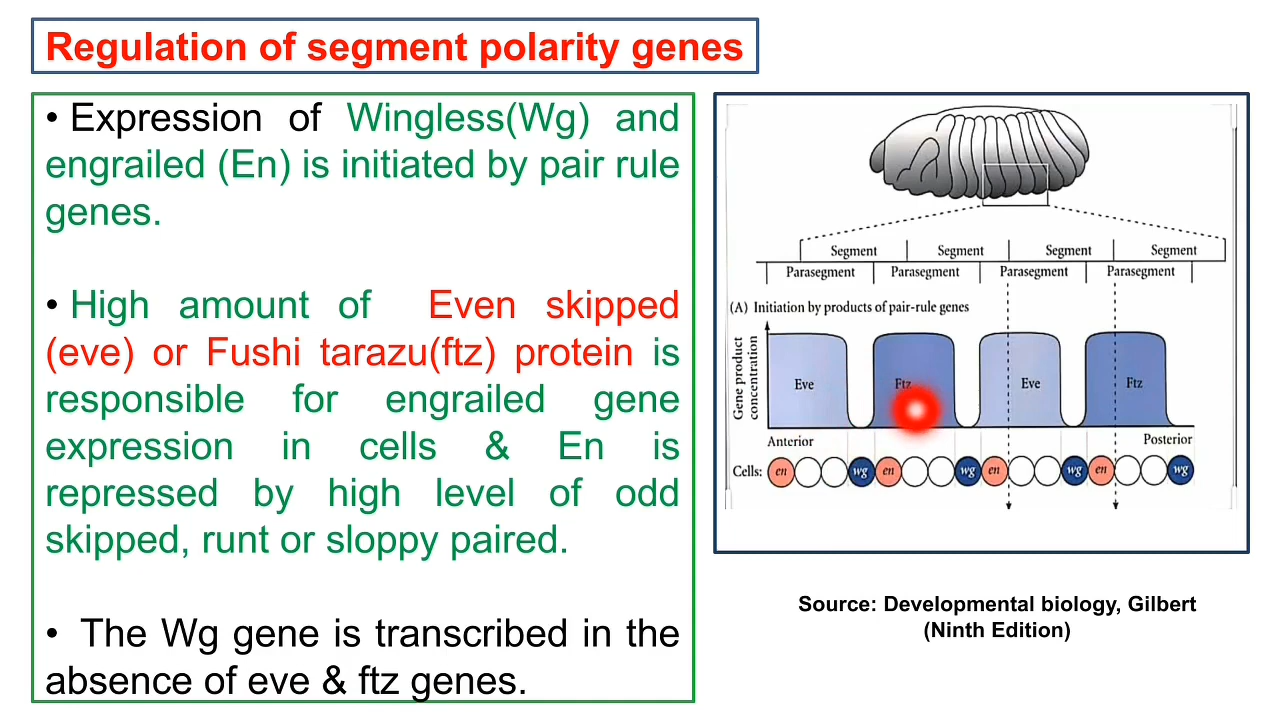 Regulation of segment polarity genes
• Expression of Wingless(Wg) and
engrailed (En) is initiated by pair rule
genes.
• High amount of Even skipped
(eve) or Fushi tarazu(ftz) protein is
responsible for engrailed gene
expression in cells & En is
repressed by high level of odd
skipped, runt or sloppy paired.
• The Wg gene is transcribed in the
absence of eve & ftz genes.
Segment Segment Segment Segment
Parasegment Parasegment Parasegment Parasegment
(A) Initiation by products of pair-rule genes
Gene product
concentration
Eve Ftz Eve Ftz
Anterior Posterior
Cells: en wg en wg en wg en wg
Source: Developmental biology, Gilbert
(Ninth Edition)